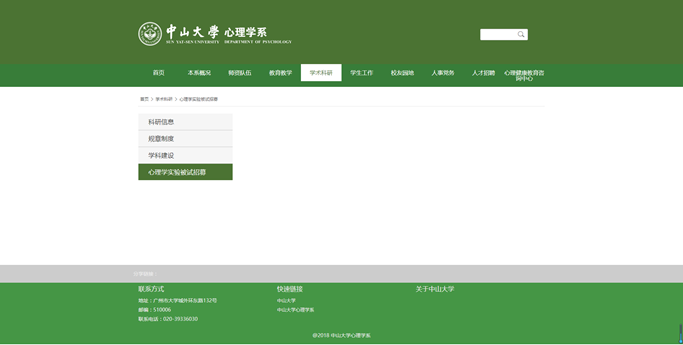 中山大学 心理学系
SUN YAT-SEN UNIVERSITY DEPARTMENT OF PSYCHOLOGY
首页 本系概况 师资队伍 教育教学 学术科研 学生工作 校友园地 人事党务 人才招聘 心理健康教育咨询中心
首页 > 学术科研 > 心理学实验被试招募
科研信息
规章制度
学科建设
心理学实验被试招募
友情链接：
联系方式 快速链接 关于中山大学
地址：广州市大学城外环东路132号 中山大学
邮编：510006 中山大学心理学系
联系电话：020-39336030
@2018 中山大学心理学系